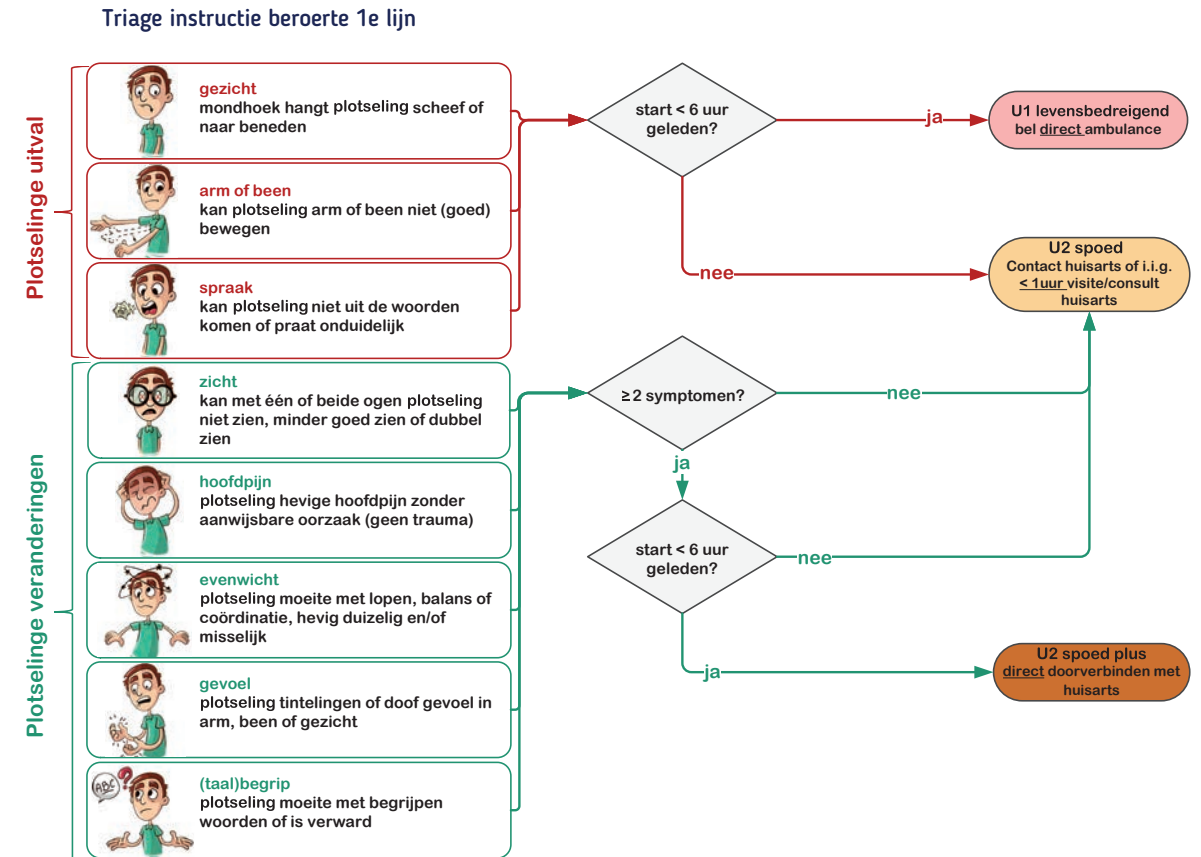 Triage instructie beroerte 1e lijn
Plotselinge uitval
gezicht
mondhoek hangt plotseling scheef of
naar beneden
arm of been
kan plotseling arm of been niet (goed)
bewegen
spraak
kan plotseling niet uit de woorden
komen of praat onduidelijk
start < 6 uur
geleden?
ja
U1 levensbedreigend
bel direct ambulance
nee
U2 spoed
Contact huisarts of i.i.g.
< 1uur visite/consult
huisarts
Plotselinge veranderingen
zicht
kan met één of beide ogen plotseling
niet zien, minder goed zien of dubbel
zien
hoofdpijn
plotseling hevige hoofdpijn zonder
aanwijsbare oorzaak (geen trauma)
evenwicht
plotseling moeite met lopen, balans of
coördinatie, hevig duizelig en/of
misselijk
gevoel
plotseling tintelingen of doof gevoel in
arm, been of gezicht
ABC
?
(taal)begrip
plotseling moeite met begrijpen
woorden of is verward
≥ 2 symptomen?
nee
ja
start < 6 uur
geleden?
nee
ja
U2 spoed plus
direct doorverbinden met
huisarts